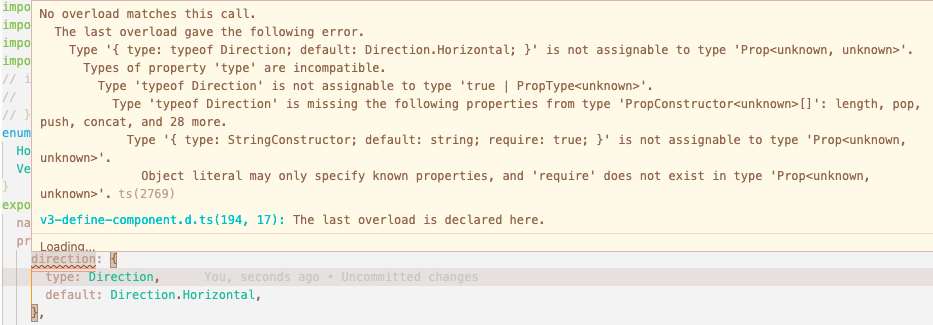 impo
No overload matches this call.
impo
The last overload gave the following error.
impo
Type '{ type: typeof Direction; default: Direction.Horizontal; }' is not assignable to type 'Prop<unknown, unknown>'.
impo
Types of property 'type' are incompatible.
// i
Type 'typeof Direction' is not assignable to type 'true | PropType<unknown>'.
//
Type 'typeof Direction' is missing the following properties from type 'PropConstructor<unknown>[]': length, pop,
// }
push, concat, and 28 more.
enum
Type '{ type: StringConstructor; default: string; require: true; }' is not assignable to type 'Prop<unknown,
Ho
unknown>'.
Ve
Object literal may only specify known properties, and 'require' does not exist in type 'Prop<unknown,
}
unknown>'. ts(2769)
expo
na
v3-define-component.d.ts(194, 17): The last overload is declared here.
pr
Loading...
direction: {
type: Direction, You, seconds ago • Uncommitted changes
default: Direction.Horizontal,
},